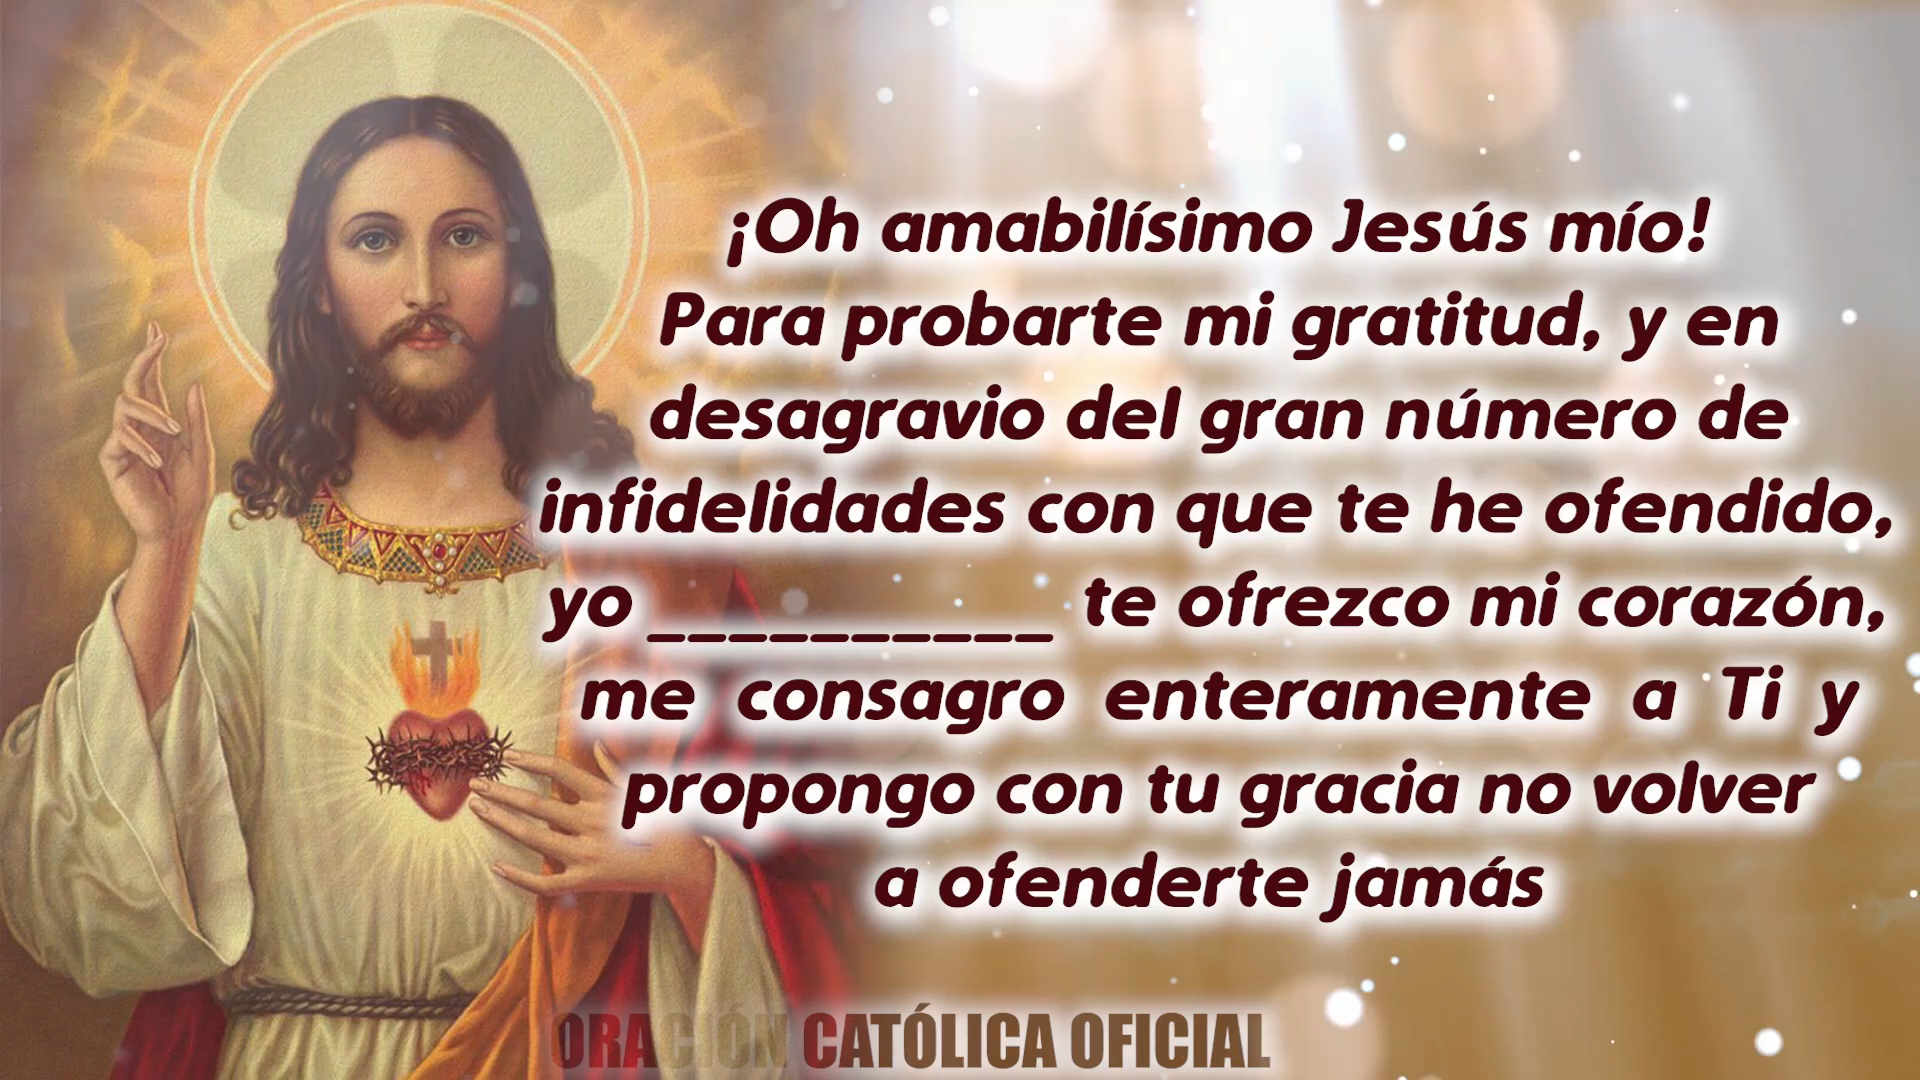 ¡Oh amabilísimo Jesús mío!
Para probarte mi gratitud, y en
desagravio del gran número de
infidelidades con que te he ofendido,
yo __________ te ofrezco mi corazón,
me consagro enteramente a Ti y
propongo con tu gracia no volver
a ofenderte jamás
ORACIÓN CATÓLICA OFICIAL